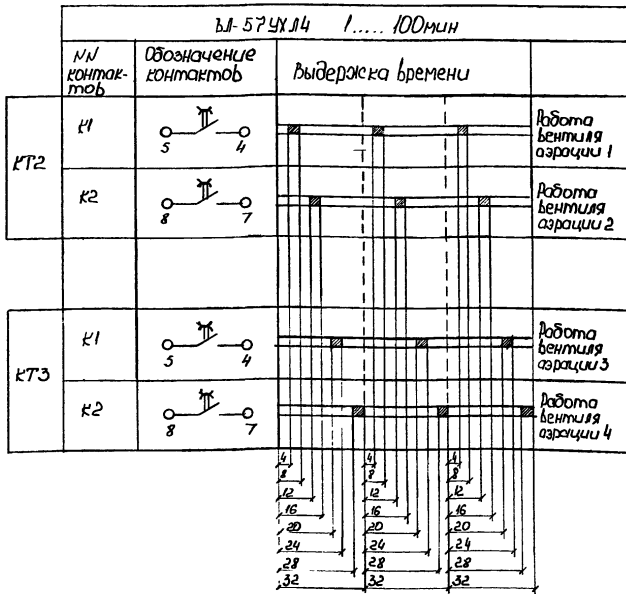 ВЛ-57УХЛ4 1.....100мин
NN контак-
тов
Обозначение
контактов
Выдержка времени
КТ2
К1
5 4
Работа
вентиля
аэрации 1
К2
8 7
Работа
вентиля
аэрации 2
КТ3
К1
5 4
Работа
вентиля
аэрации 3
К2
8 7
Работа
вентиля
аэрации 4
4 4 4
8 8 8
12 12 12
16 16 16
20 20 20
24 24 24
28 28 28
32 32 32